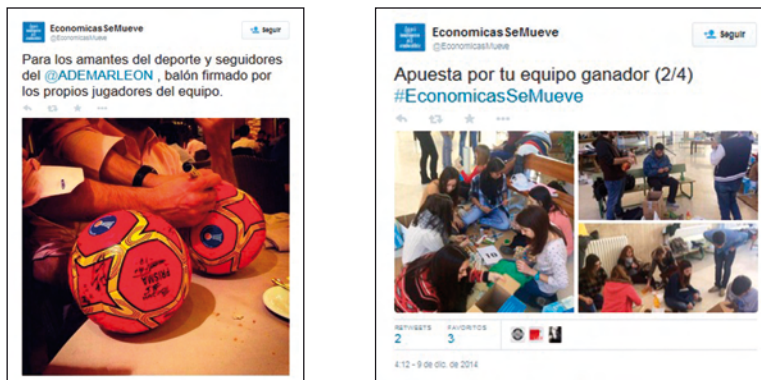 EconomicasSeMueve
@EconomicasMueve
Seguir
Para los amantes del deporte y seguidores
del @ADEMARLEON , balón firmado por
los propios jugadores del equipo.
PRISMA
EconomicasSeMueve
@EconomicasMueve
Seguir
Apuesta por tu equipo ganador (2/4)
#EconomicasSeMueve
RETWEETS
2
FAVORITOS
3
4:12 - 9 de dic. de 2014